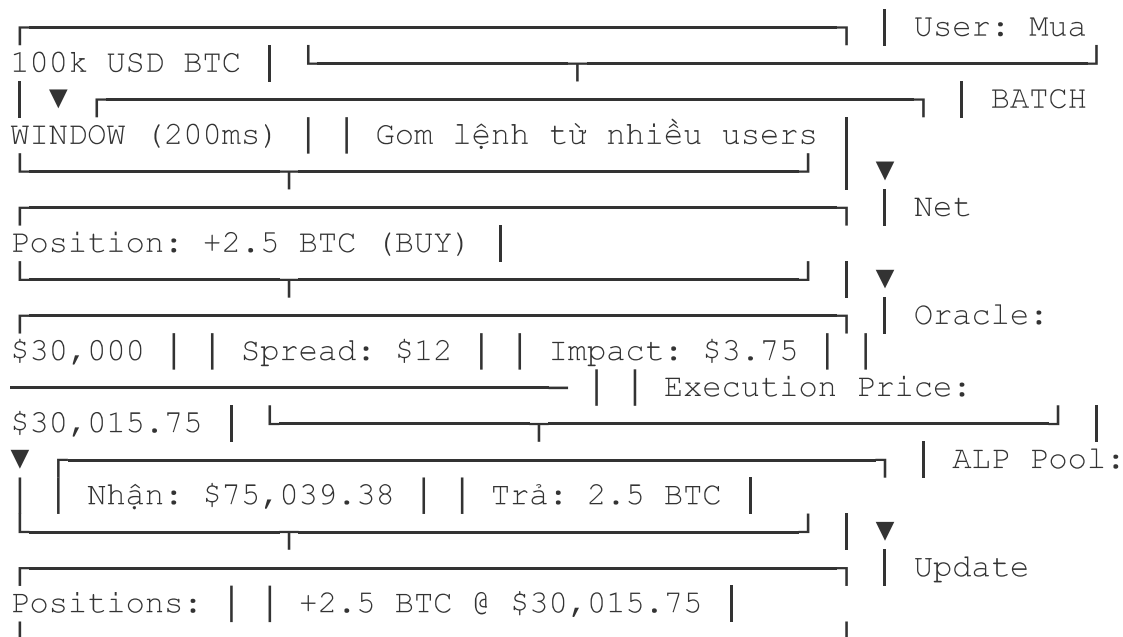 User: Mua
100k USD BTC
▼ BATCH
WINDOW (200ms) | | Gom lệnh từ nhiều users
▼
| Net
Position: +2.5 BTC (BUY) |
▼
| Oracle:
$30,000 | | Spread: $12 | | Impact: $3.75 | |
| | Execution Price:
$30,015.75 |
▼ | ALP Pool:
| Nhận: $75,039.38 | | Trả: 2.5 BTC |
▼
| Update
Positions: | | +2.5 BTC @ $30,015.75 |